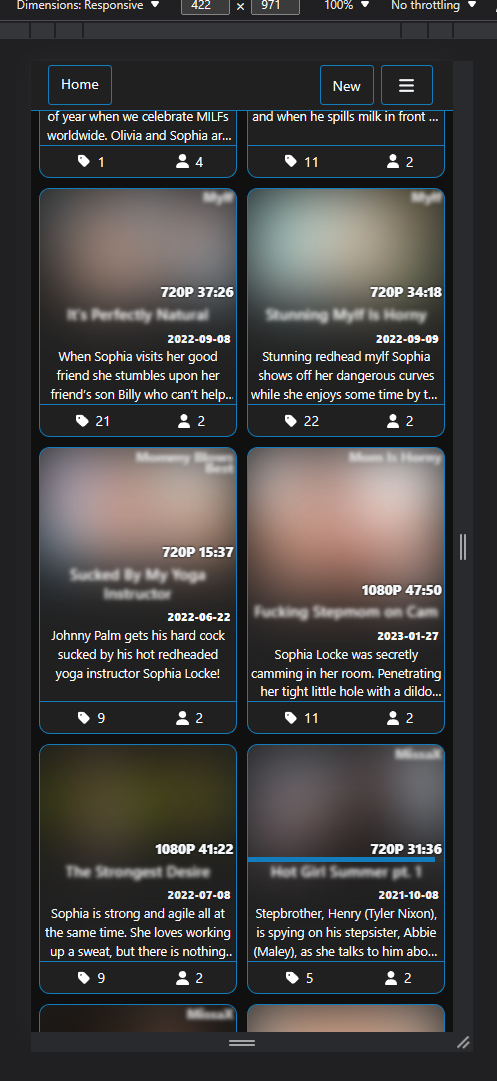 Dimensions: Responsive ▼ 422 × 971 100% ▼ No throttling ▼
Home New
of year when we celebrate MILFs
worldwide. Olivia and Sophia ar...
1 4
and when he spills milk in front ...
11 2
Mylf
720P 37:26
It's Perfectly Natural
2022-09-08
When Sophia visits her good
friend she stumbles upon her
friend's son Billy who can't help...
21 2
Mylf
720P 34:18
Stunning Mylf Is Horny
2022-09-09
Stunning redhead mylf Sophia
shows off her dangerous curves
while she enjoys some time by t...
22 2
Mommy Blows
Best
720P 15:37
Sucked By My Yoga
Instructor
2022-06-22
Johnny Palm gets his hard cock
sucked by his hot redheaded
yoga instructor Sophia Locke!
9 2
Mom Is Horny
1080P 47:50
Fucking Stepmom on Cam
2023-01-27
Sophia Locke was secretly
camming in her room. Penetrating
her tight little hole with a dildo...
11 2
1080P 41:22
The Strongest Desire
2022-07-08
Sophia is strong and agile all at
the same time. She loves working
up a sweat, but there is nothing..
9 2
MissaX
720P 31:36
Hot Girl Summer pt. 1
2021-10-08
Stepbrother, Henry (Tyler Nixon),
is spying on his stepsister, Abbie
(Maley), as she talks to him abo...
5 2
MissaX